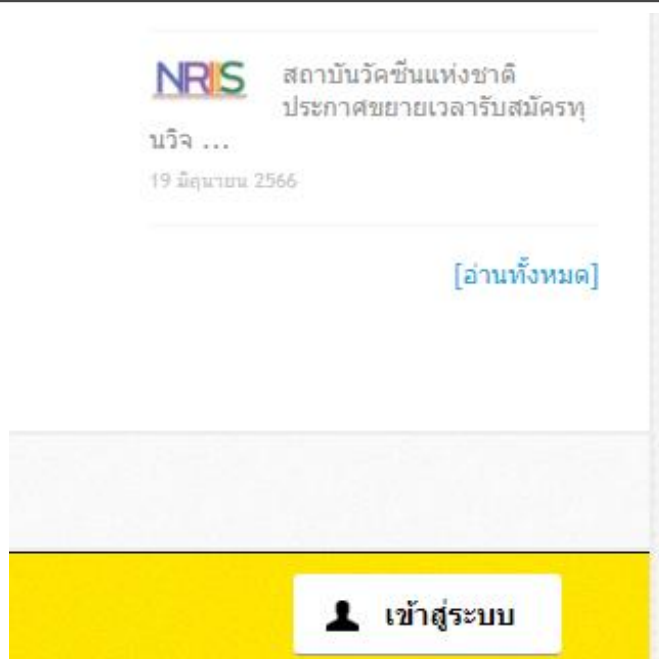 NRIIS สถาบันวัคซีนแห่งชาติ
ประกาศขยายเวลารับสมัครทุ
นวิจ ...
19 มิถุนายน 2566
[อ่านทั้งหมด]
เข้าสู่ระบบ